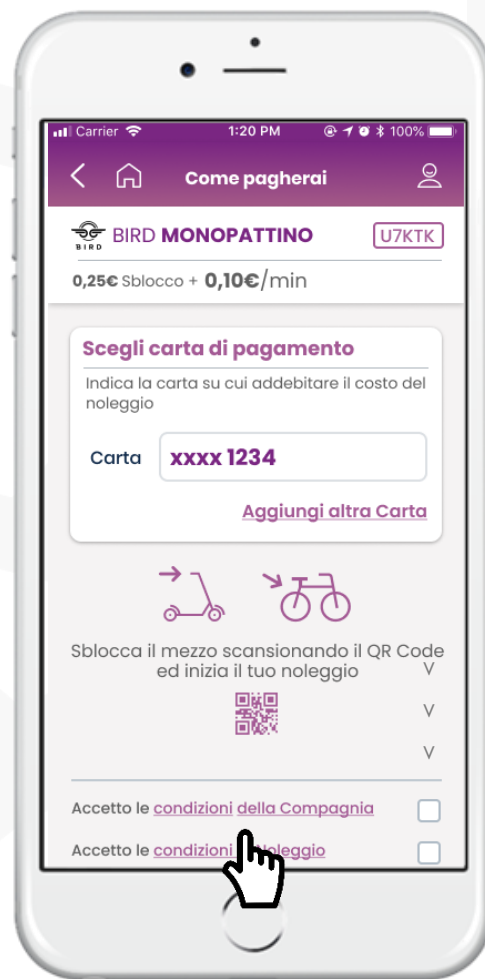 Carrier 1:20 PM 100%
Come pagherai
BIRD BIRD MONOPATTINO U7KTK
0,25€ Sblocco + 0,10€/min
Scegli carta di pagamento
Indica la carta su cui addebitare il costo del
noleggio
Carta xxxx 1234
Aggiungi altra Carta
Sblocca il mezzo scansionando il QR Code
ed inizia il tuo noleggio
Accetto le condizioni della Compagnia
Accetto le condizioni Noleggio